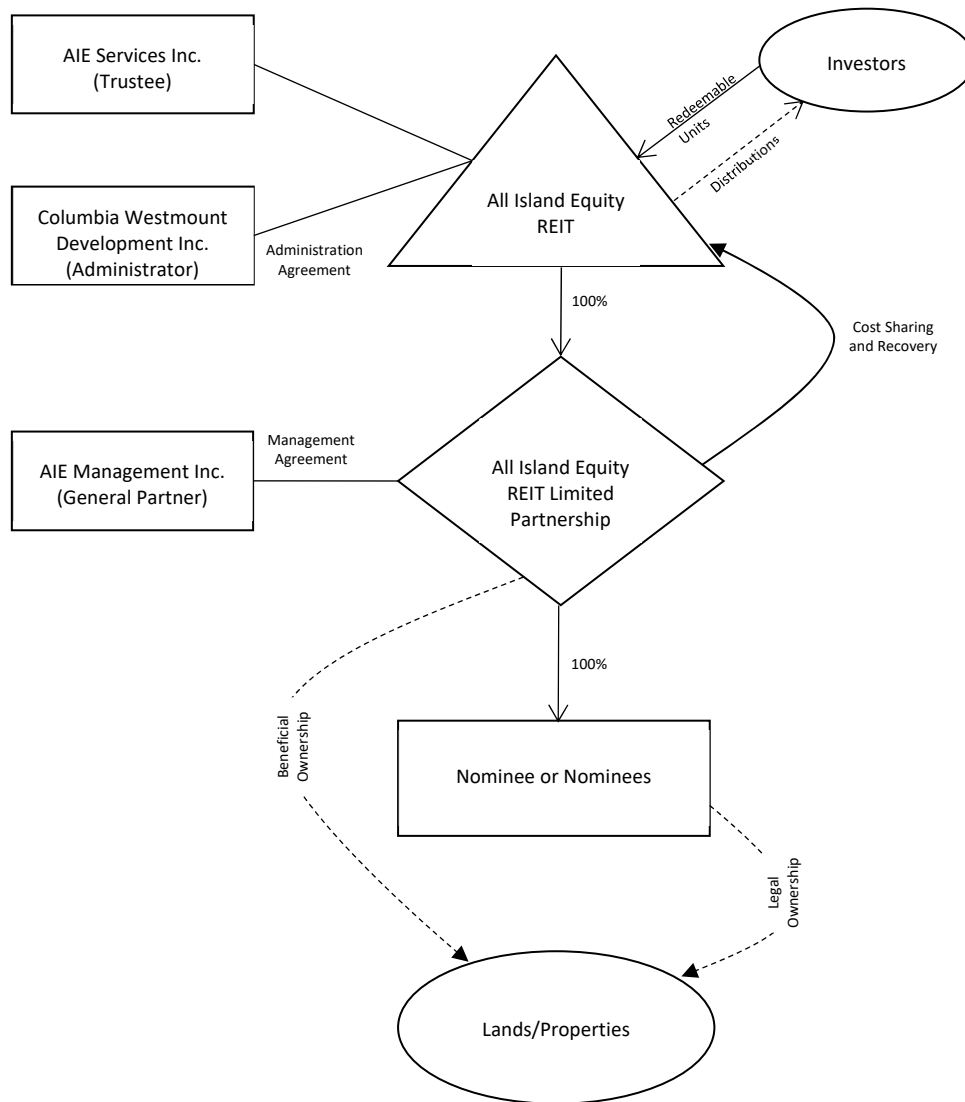 AIE Services Inc.
(Trustee)
Investors
Redeemable
Units
Distributions
All Island Equity
REIT
Columbia Westmount
Development Inc.
(Administrator)
Administration
Agreement
100%
Cost Sharing
and Recovery
Management
Agreement
AIE Management Inc.
(General Partner)
All Island Equity
REIT Limited
Partnership
100%
Beneficial
Ownership
Nominee or Nominees
Legal
Ownership
Lands/Properties